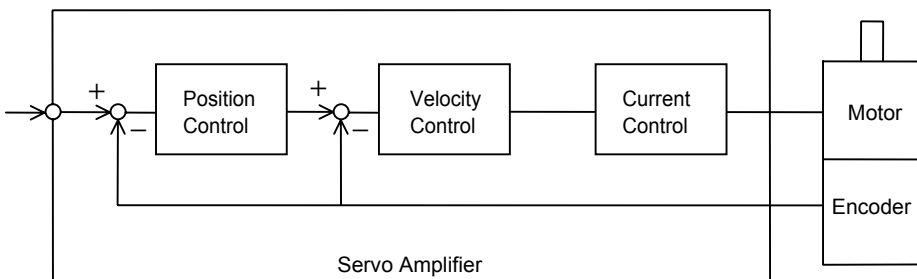 +
−
Position
Control
+
−
Velocity
Control
Current
Control
Motor
Encoder
Servo Amplifier